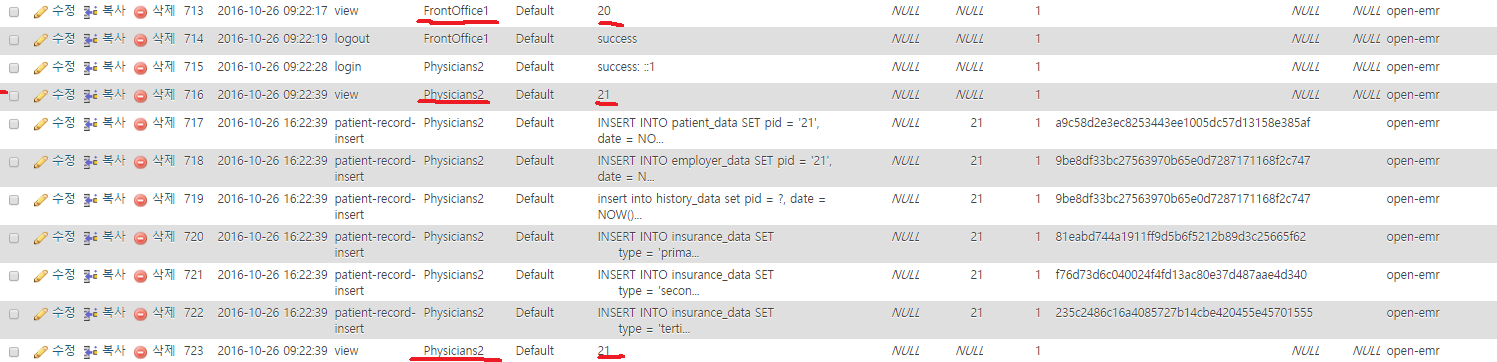 수정 복사 삭제 713 2016-10-26 09:22:17 view FrontOffice1 Default 20 NULL NULL 1 NULL NULL open-emr
수정 복사 삭제 714 2016-10-26 09:22:19 logout FrontOffice1 Default success NULL NULL 1 NULL NULL open-emr
수정 복사 삭제 715 2016-10-26 09:22:28 login Physicians2 Default success: ::1 NULL NULL 1 NULL NULL open-emr
수정 복사 삭제 716 2016-10-26 09:22:39 view Physicians2 Default 21 NULL NULL 1 NULL NULL open-emr
수정 복사 삭제 717 2016-10-26 16:22:39 patient-record- Physicians2 Default INSERT INTO patient_data SET pid = '21', NULL 21 1 a9c58d2e3ec8253443ee1005dc57d13158e385af open-emr
insert date = NO...
수정 복사 삭제 718 2016-10-26 16:22:39 patient-record- Physicians2 Default INSERT INTO employer_data SET pid = '21', NULL 21 1 9be8df33bc27563970b65e0d7287171168f2c747 open-emr
insert date = N...
수정 복사 삭제 719 2016-10-26 16:22:39 patient-record- Physicians2 Default insert into history_data set pid = ?, date = NULL 21 1 9be8df33bc27563970b65e0d7287171168f2c747 open-emr
insert NOW()...
수정 복사 삭제 720 2016-10-26 16:22:39 patient-record- Physicians2 Default INSERT INTO insurance_data SET NULL 21 1 81eabd744a1911ff9d5b6f5212b89d3c25665f62 open-emr
insert type = 'prima...
수정 복사 삭제 721 2016-10-26 16:22:39 patient-record- Physicians2 Default INSERT INTO insurance_data SET NULL 21 1 f76d73d6c040024f4fd13ac80e37d487aae4d340 open-emr
insert type = 'secon...
수정 복사 삭제 722 2016-10-26 16:22:39 patient-record- Physicians2 Default INSERT INTO insurance_data SET NULL 21 1 235c2486c16a4085727b14cbe420455e45701555 open-emr
insert type = 'terti...
수정 복사 삭제 723 2016-10-26 09:22:39 view Physicians2 Default 21 NULL NULL 1 NULL NULL open-emr